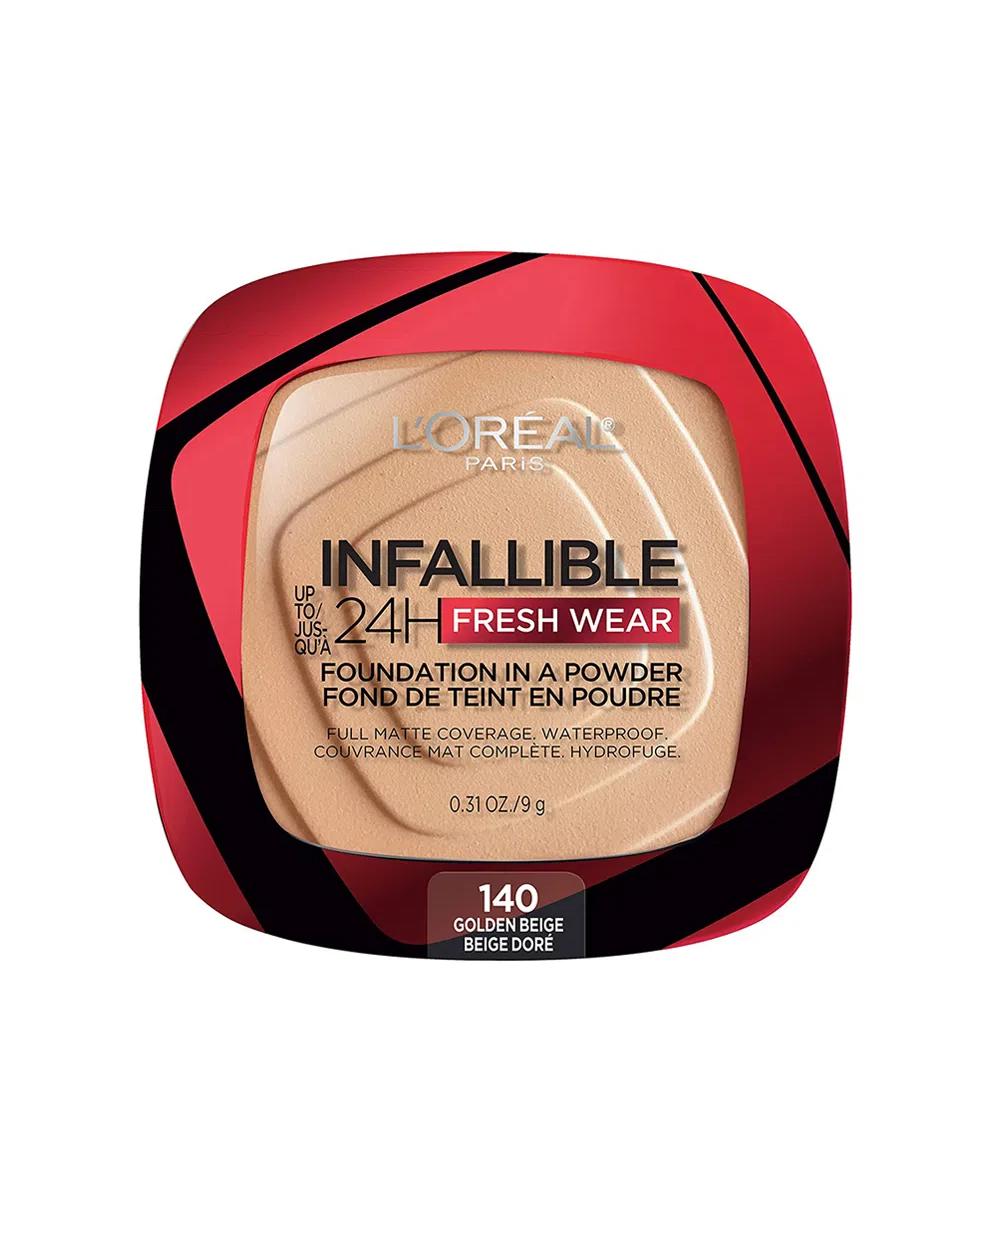 L'ORÉAL®
PARIS
INFALLIBLE
UP
TO/
JUS-
QU'À
24H FRESH WEAR
FOUNDATION IN A POWDER
FOND DE TEINT EN POUDRE
FULL MATTE COVERAGE. WATERPROOF.
COUVRANCE MAT COMPLÈTE. HYDROFUGE.
0.31 OZ./9 g
140
GOLDEN BEIGE
BEIGE DORÉ